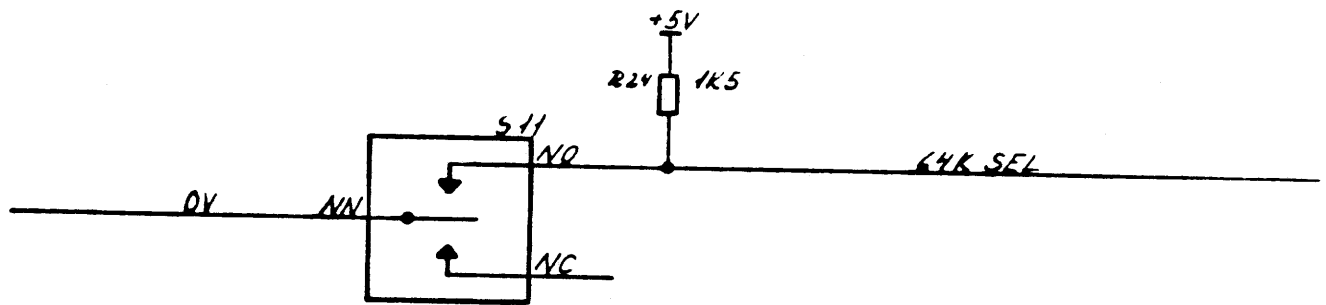 +5V
R24 1K5
S11
NO
64K SEL
0V
NN
NC